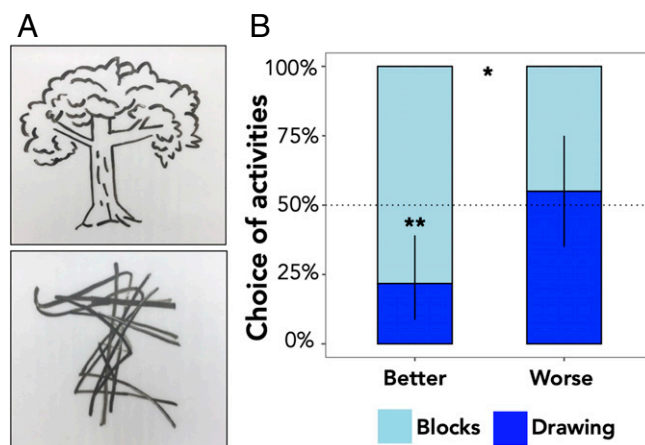 A
B
Choice of activities
100%
75%
50%
25%
0%
*
**
Better
Worse
Blocks
Drawing